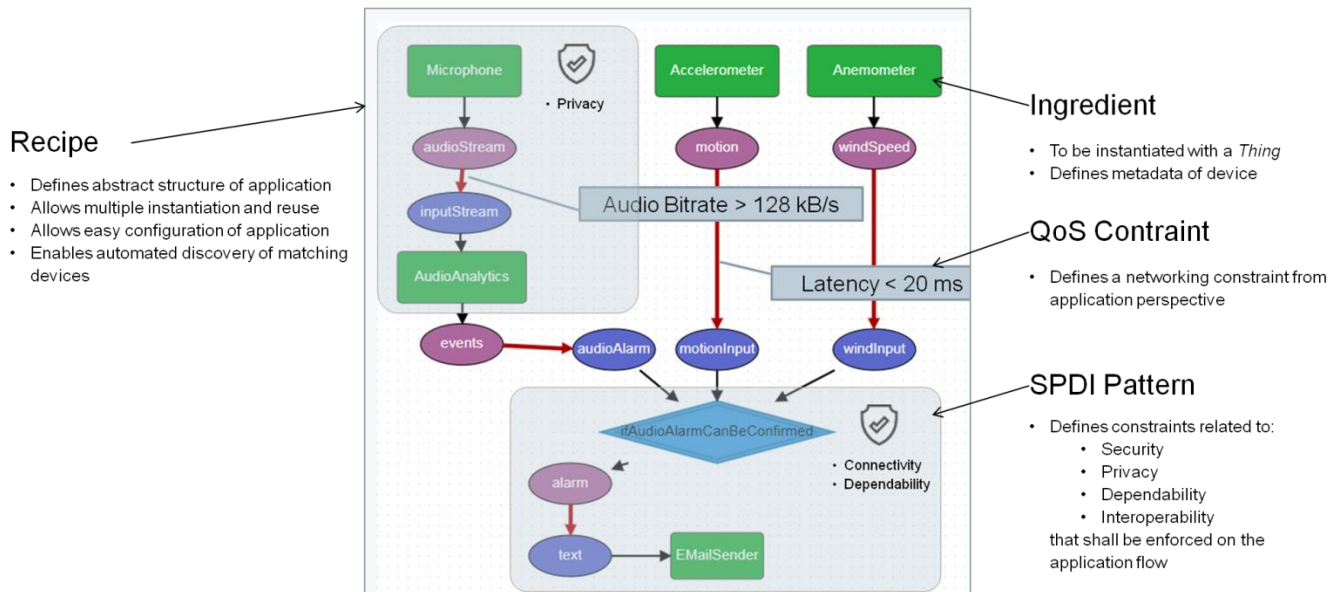 Recipe
• Defines abstract structure of application
• Allows multiple instantiation and reuse
• Allows easy configuration of application
• Enables automated discovery of matching
devices
Microphone
• Privacy
audioStream
inputStream
AudioAnalytics
events
Accelerometer
Anemometer
motion
windSpeed
Audio Bitrate > 128 kB/s
Latency < 20 ms
audioAlarm
motionInput
windInput
ifAudioAlarmCanBeConfirmed
• Connectivity
• Dependability
alarm
text
EMailSender
Ingredient
• To be instantiated with a Thing
• Defines metadata of device
QoS Contraint
• Defines a networking constraint from
application perspective
SPDI Pattern
• Defines constraints related to:
• Security
• Privacy
• Dependability
• Interoperability
that shall be enforced on the
application flow